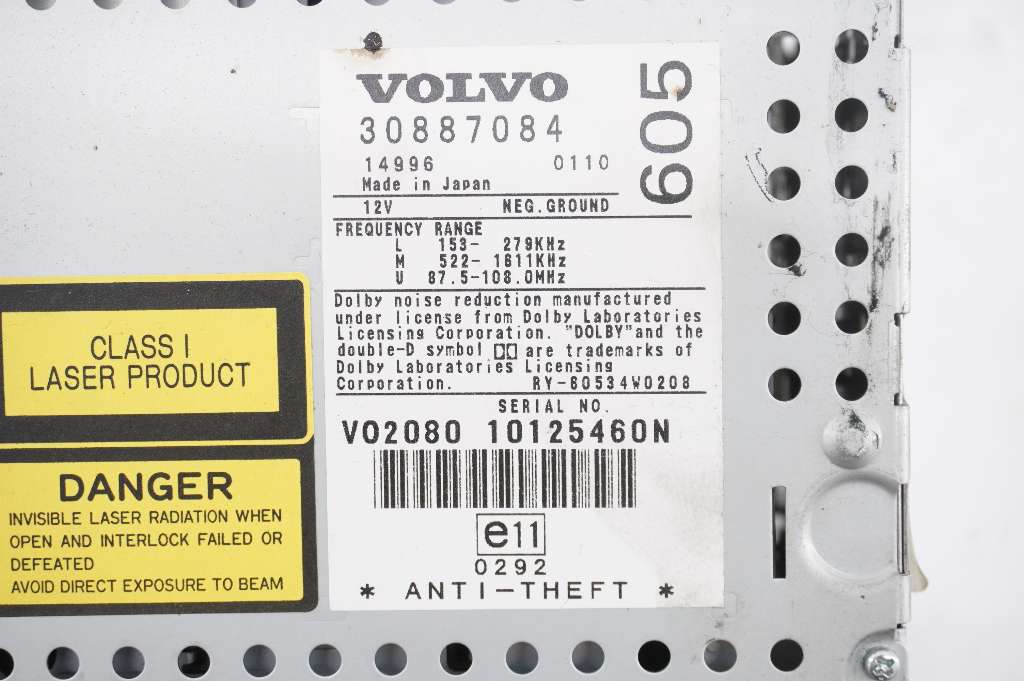 VOLVO
605
30887084
14996 0110
Made in Japan
12V NEG.GROUND
FREQUENCY RANGE
L 153- 279KHz
M 522- 1611KHz
U 87.5-108.0MHz
Dolby noise reduction manufactured
under license from Dolby Laboratories
Licensing Corporation. "DOLBY" and the
double-D symbol are trademarks of
Dolby Laboratories Licensing
Corporation. RY-60534W0208
SERIAL NO.
V02080 10125460N
e11
0292
* ANTI-THEFT *
CLASS I
LASER PRODUCT
DANGER
INVISIBLE LASER RADIATION WHEN
OPEN AND INTERLOCK FAILED OR
DEFEATED
AVOID DIRECT EXPOSURE TO BEAM